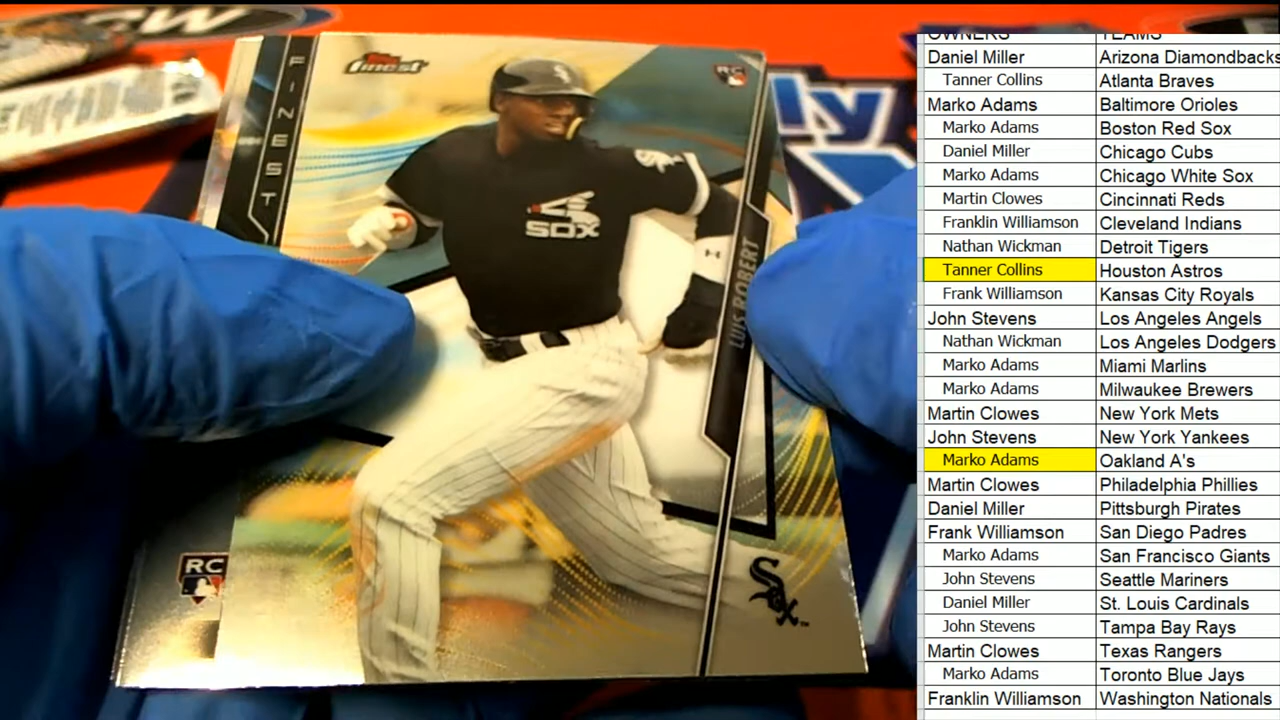 CW
FINEST
Topps
finest
RC
ly
SOX
LUIS ROBERT
RC
Sox
OWNERS TEAMS
Daniel Miller Arizona Diamondbacks
Tanner Collins Atlanta Braves
Marko Adams Baltimore Orioles
Marko Adams Boston Red Sox
Daniel Miller Chicago Cubs
Marko Adams Chicago White Sox
Martin Clowes Cincinnati Reds
Franklin Williamson Cleveland Indians
Nathan Wickman Detroit Tigers
Tanner Collins Houston Astros
Frank Williamson Kansas City Royals
John Stevens Los Angeles Angels
Nathan Wickman Los Angeles Dodgers
Marko Adams Miami Marlins
Marko Adams Milwaukee Brewers
Martin Clowes New York Mets
John Stevens New York Yankees
Marko Adams Oakland A's
Martin Clowes Philadelphia Phillies
Daniel Miller Pittsburgh Pirates
Frank Williamson San Diego Padres
Marko Adams San Francisco Giants
John Stevens Seattle Mariners
Daniel Miller St. Louis Cardinals
John Stevens Tampa Bay Rays
Martin Clowes Texas Rangers
Marko Adams Toronto Blue Jays
Franklin Williamson Washington Nationals